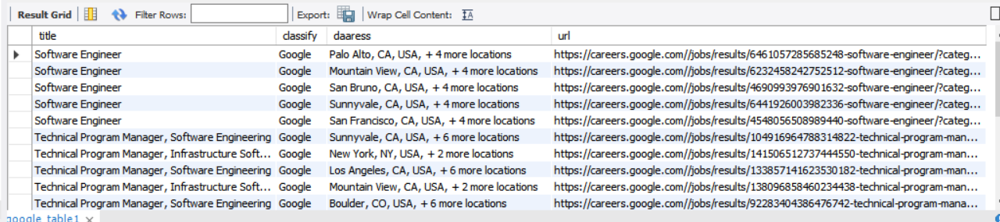 Result Grid Filter Rows: Export: Wrap Cell Content: IA
title classify daaress url
Software Engineer Google Palo Alto, CA, USA, + 4 more locations https://careers.google.com//jobs/results/6461057285685248-software-engineer/?categ...
Software Engineer Google Mountain View, CA, USA, + 4 more locations https://careers.google.com//jobs/results/6232458242752512-software-engineer/?categ...
Software Engineer Google San Bruno, CA, USA, + 4 more locations https://careers.google.com//jobs/results/4690993976901632-software-engineer/?categ...
Software Engineer Google Sunnyvale, CA, USA, + 4 more locations https://careers.google.com//jobs/results/6441926003982336-software-engineer/?categ...
Software Engineer Google San Francisco, CA, USA, + 4 more locations https://careers.google.com//jobs/results/4548056508989440-software-engineer/?categ...
Technical Program Manager, Software Engineering Google Sunnyvale, CA, USA, + 6 more locations https://careers.google.com//jobs/results/104916964788314822-technical-program-man...
Technical Program Manager, Infrastructure Soft... Google New York, NY, USA, + 2 more locations https://careers.google.com//jobs/results/141506512737444550-technical-program-man...
Technical Program Manager, Software Engineering Google Los Angeles, CA, USA, + 6 more locations https://careers.google.com//jobs/results/133857141623530182-technical-program-man...
Technical Program Manager, Infrastructure Soft... Google Mountain View, CA, USA, + 2 more locations https://careers.google.com//jobs/results/138096858460234438-technical-program-man...
Technical Program Manager, Software Engineering Google Boulder, CO, USA, + 6 more locations https://careers.google.com//jobs/results/92283404386476742-technical-program-mana...
google_table1 ×